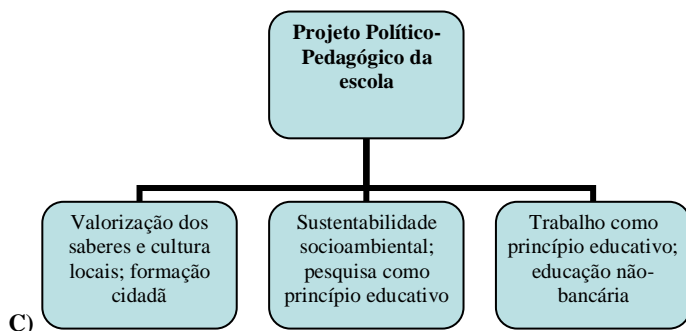 Projeto Político-
Pedagógico da
escola
Valorização dos
saberes e cultura
locais; formação
cidadã
Sustentabilidade
socioambiental;
pesquisa como
princípio educativo
Trabalho como
princípio educativo;
educação não-
bancária
C)